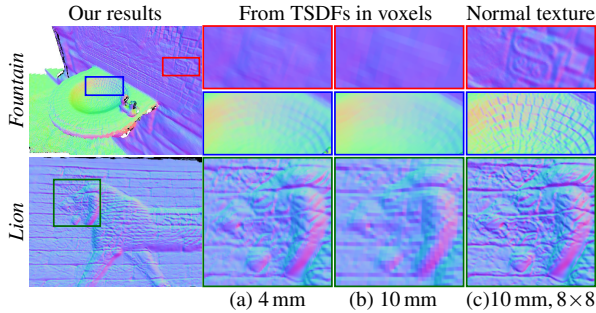 Our results
From TSDFs in voxels
Normal texture
Fountain
Lion
(a) 4 mm
(b) 10 mm
(c)10 mm, 8×8